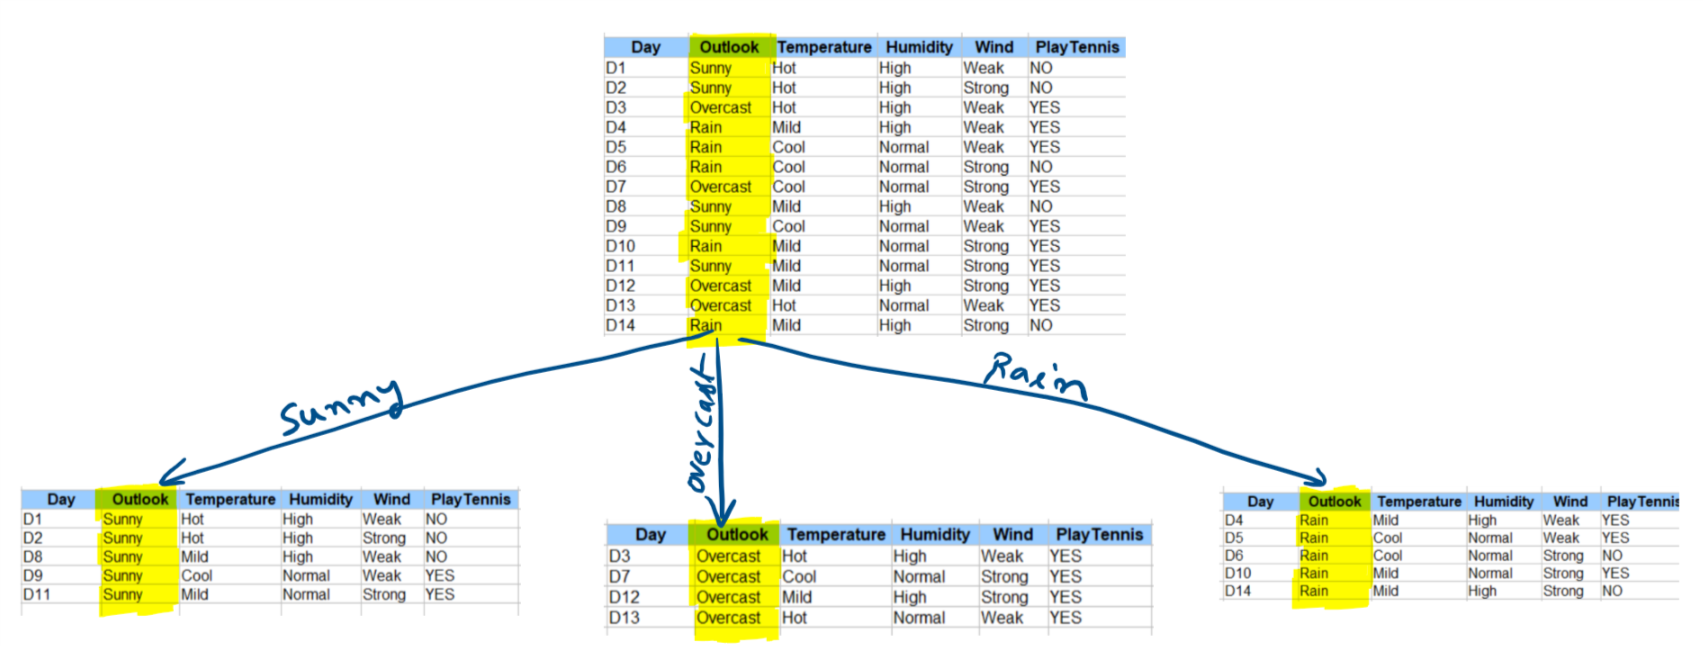 Day Outlook Temperature Humidity Wind PlayTennis
D1 Sunny Hot High Weak NO
D2 Sunny Hot High Strong NO
D3 Overcast Hot High Weak YES
D4 Rain Mild High Weak YES
D5 Rain Cool Normal Weak YES
D6 Rain Cool Normal Strong NO
D7 Overcast Cool Normal Strong YES
D8 Sunny Mild High Weak NO
D9 Sunny Cool Normal Weak YES
D10 Rain Mild Normal Strong YES
D11 Sunny Mild Normal Strong YES
D12 Overcast Mild High Strong YES
D13 Overcast Hot Normal Weak YES
D14 Rain Mild High Strong NO
Sunny
overcast
Rain
Day Outlook Temperature Humidity Wind PlayTennis
D1 Sunny Hot High Weak NO
D2 Sunny Hot High Strong NO
D8 Sunny Mild High Weak NO
D9 Sunny Cool Normal Weak YES
D11 Sunny Mild Normal Strong YES
Day Outlook Temperature Humidity Wind PlayTennis
D3 Overcast Hot High Weak YES
D7 Overcast Cool Normal Strong YES
D12 Overcast Mild High Strong YES
D13 Overcast Hot Normal Weak YES
Day Outlook Temperature Humidity Wind PlayTennis
D4 Rain Mild High Weak YES
D5 Rain Cool Normal Weak YES
D6 Rain Cool Normal Strong NO
D10 Rain Mild Normal Strong YES
D14 Rain Mild High Strong NO